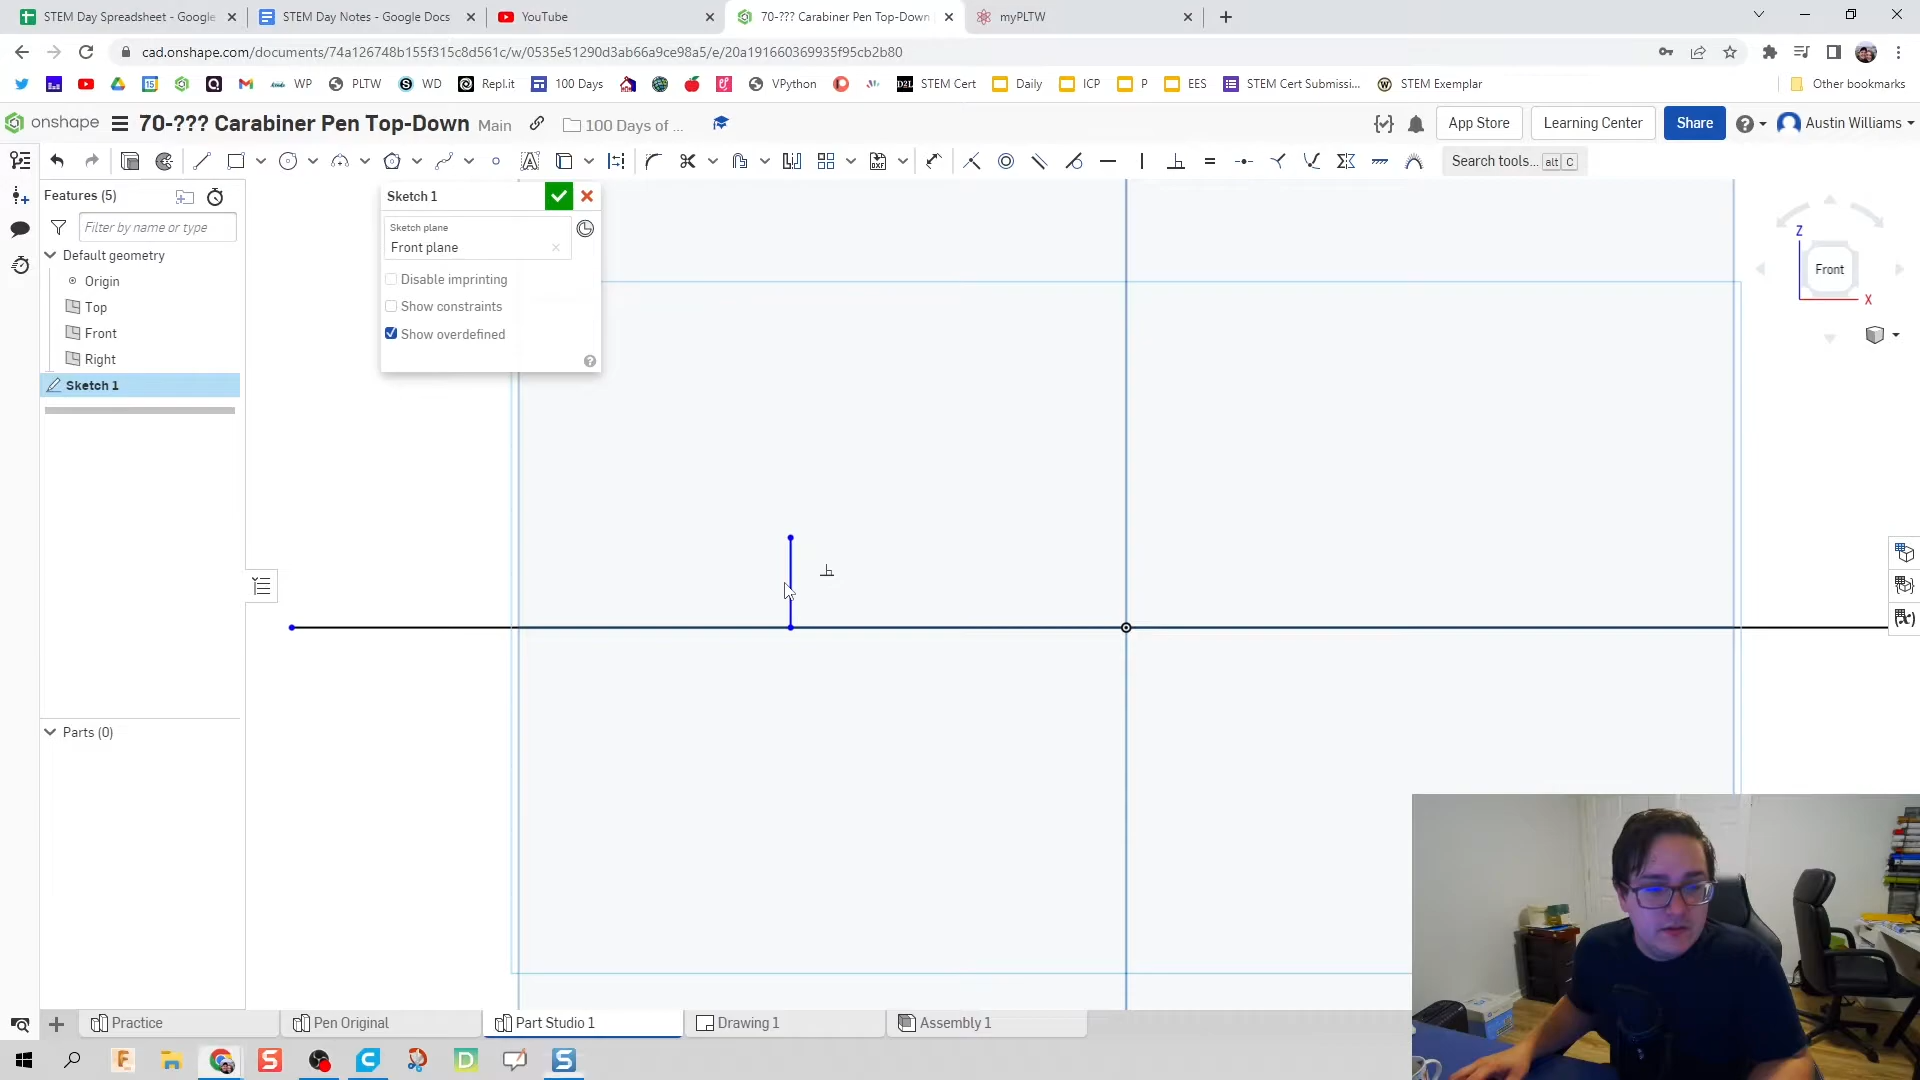 STEM Day Spreadsheet - Google
STEM Day Notes - Google Docs
YouTube
70-??? Carabiner Pen Top-Down
myPLTW
cad.onshape.com/documents/74a126748b155f315c8d561c/w/0535e51290d3ab66a9ce98a5/e/20a191660369935f95cb2b80
WP
PLTW
WD
Repl.it
100 Days
VPython
STEM Cert
Daily
ICP
P
EES
STEM Cert Submissi...
STEM Exemplar
Other bookmarks
onshape
70-??? Carabiner Pen Top-Down Main
100 Days of ...
App Store
Learning Center
Share
Austin Williams
Search tools... alt C
Features (5)
Filter by name or type
Default geometry
Origin
Top
Front
Right
Sketch 1
Parts (0)
Sketch 1
Sketch plane
Front plane
Disable imprinting
Show constraints
Show overdefined
Z
Front
X
Practice
Pen Original
Part Studio 1
Drawing 1
Assembly 1